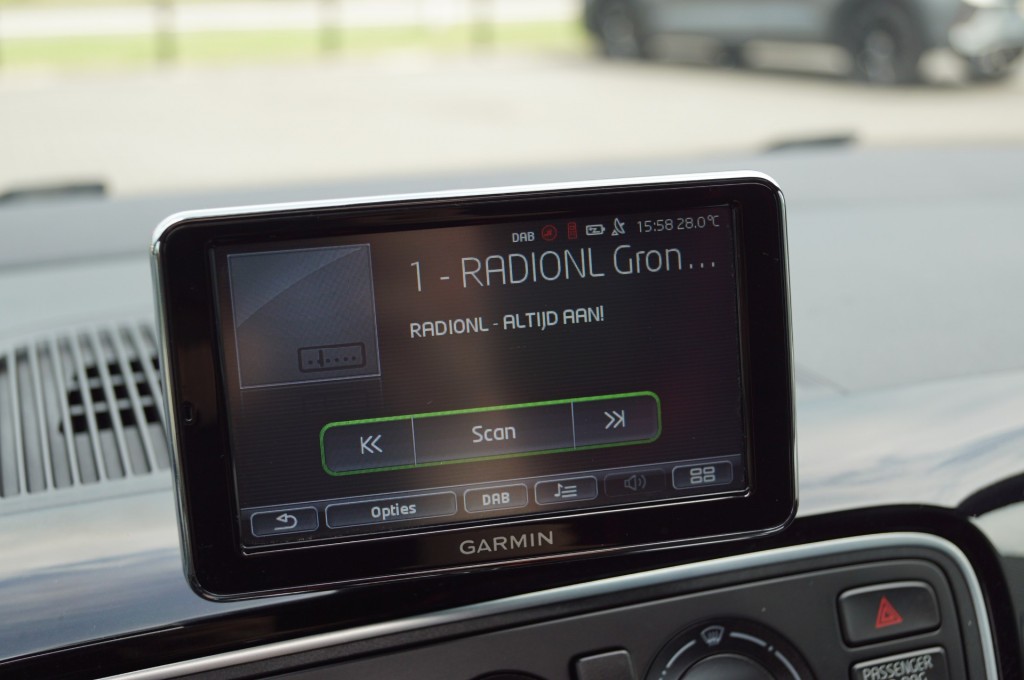 DAB 15:58 28.0°C
1 - RADIONL Gron...
RADIONL - ALTIJD AAN!
Scan
Opties
DAB
GARMIN
PASSENGER